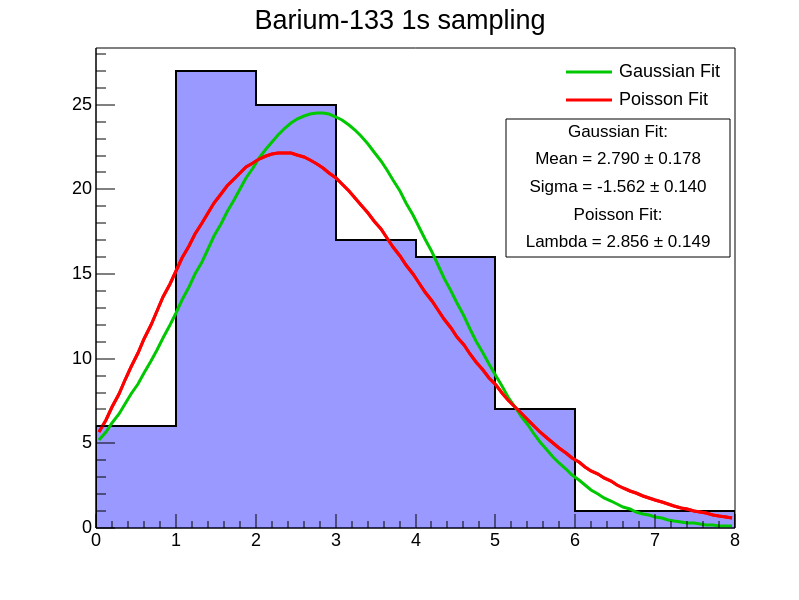 Barium-133 1s sampling
Gaussian Fit
Poisson Fit
Gaussian Fit:
Mean = 2.790 ± 0.178
Sigma = -1.562 ± 0.140
Poisson Fit:
Lambda = 2.856 ± 0.149
25
20
15
10
5
0
0 1 2 3 4 5 6 7 8